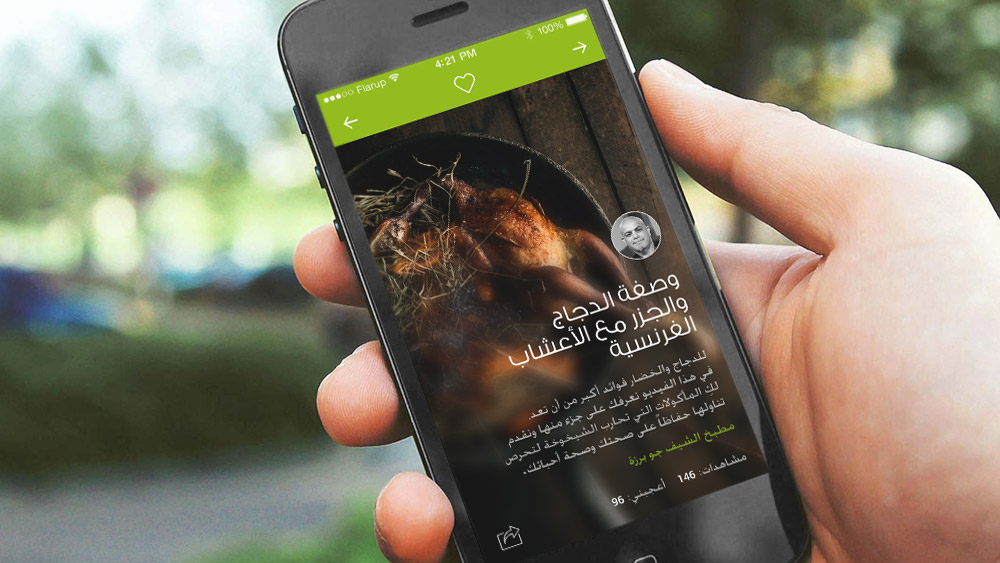 Flarup
4:21 PM
100%
وصفة الدجاج
والجزر مع الأعشاب
الفرنسية
للدجاج والخضار فوائد أكبر من أن تعد.
في هذا الفيديو نعرفك على جزء منها ونقدم
لك المأكولات التي تحارب الشيخوخة لتحرص
تناولها حفاظاً على صحتك وصحة أحبائك.
مطبخ الشيف جو برزة
مشاهدات: 146 أعجبني: 96